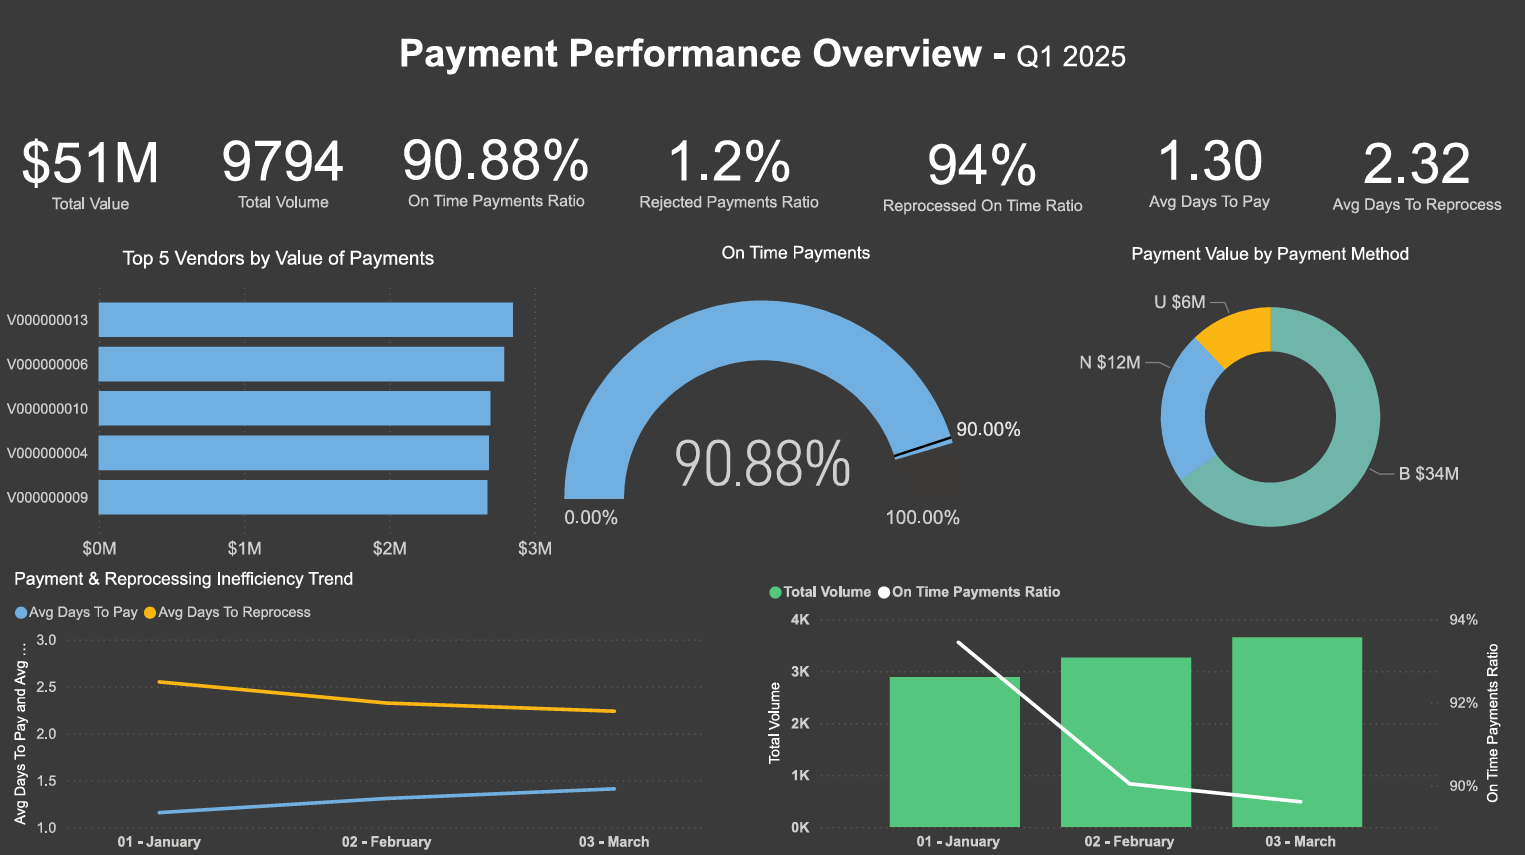 Payment Performance Overview - Q1 2025
$51M
Total Value
9794
Total Volume
90.88%
On Time Payments Ratio
1.2%
Rejected Payments Ratio
94%
Reprocessed On Time Ratio
1.30
Avg Days To Pay
2.32
Avg Days To Reprocess
Top 5 Vendors by Value of Payments
V000000013
V000000006
V000000010
V000000004
V000000009
$0M
$1M
$2M
$3M
On Time Payments
90.00%
90.88%
0.00%
100.00%
Payment Value by Payment Method
U $6M
N $12M
B $34M
Payment & Reprocessing Inefficiency Trend
Avg Days To Pay
Avg Days To Reprocess
Avg Days To Pay and Avg ...
3.0
2.5
2.0
1.5
1.0
01 - January
02 - February
03 - March
Total Volume
On Time Payments Ratio
Total Volume
4K
3K
2K
1K
0K
94%
92%
90%
On Time Payments Ratio
01 - January
02 - February
03 - March